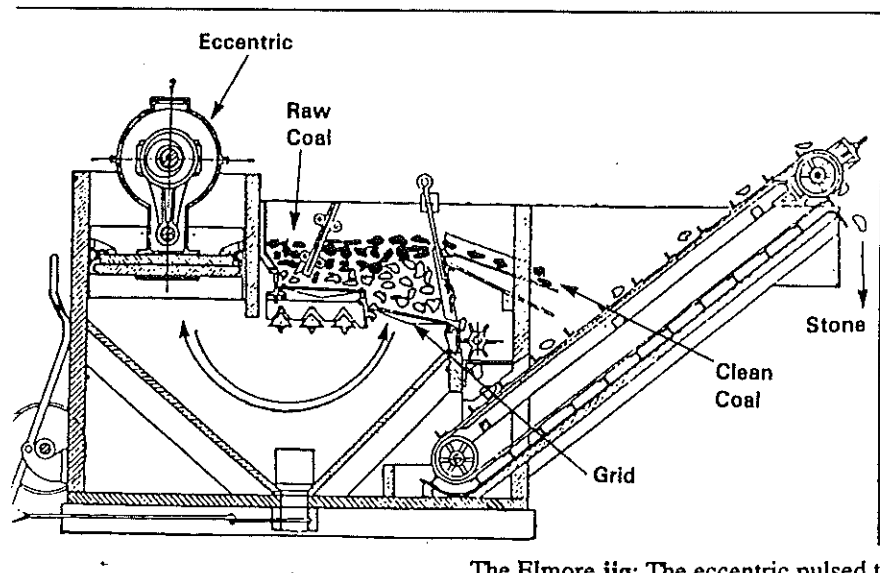 Eccentric
Raw
Coal
Stone
Clean
Coal
Grid
The Elmore jig: The eccentric pulsed